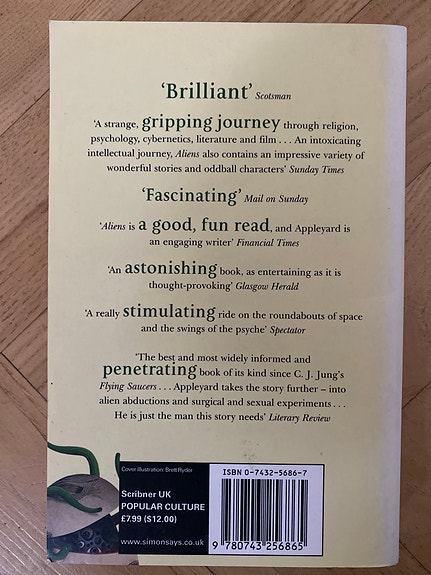 ‘Brilliant’ Scotsman
‘A strange, gripping journey through religion,
psychology, cybernetics, literature and film . . . An intoxicating
intellectual journey, Aliens also contains an impressive variety of
wonderful stories and oddball characters’ Sunday Times
‘Fascinating’ Mail on Sunday
‘Aliens is a good, fun read, and Appleyard is
an engaging writer’ Financial Times
‘An astonishing book, as entertaining as it is
thought-provoking’ Glasgow Herald
‘A really stimulating ride on the roundabouts of space
and the swings of the psyche’ Spectator
‘The best and most widely informed and
penetrating book of its kind since C. J. Jung’s
Flying Saucers . . . Appleyard takes the story further – into
alien abductions and surgical and sexual experiments . . .
He is just the man this story needs’ Literary Review
Cover illustration: Brett Ryder
Scribner UK
POPULAR CULTURE
£7.99 ($12.00)
www.simonsays.co.uk
ISBN 0-7432-5686-7
9 780743 256865